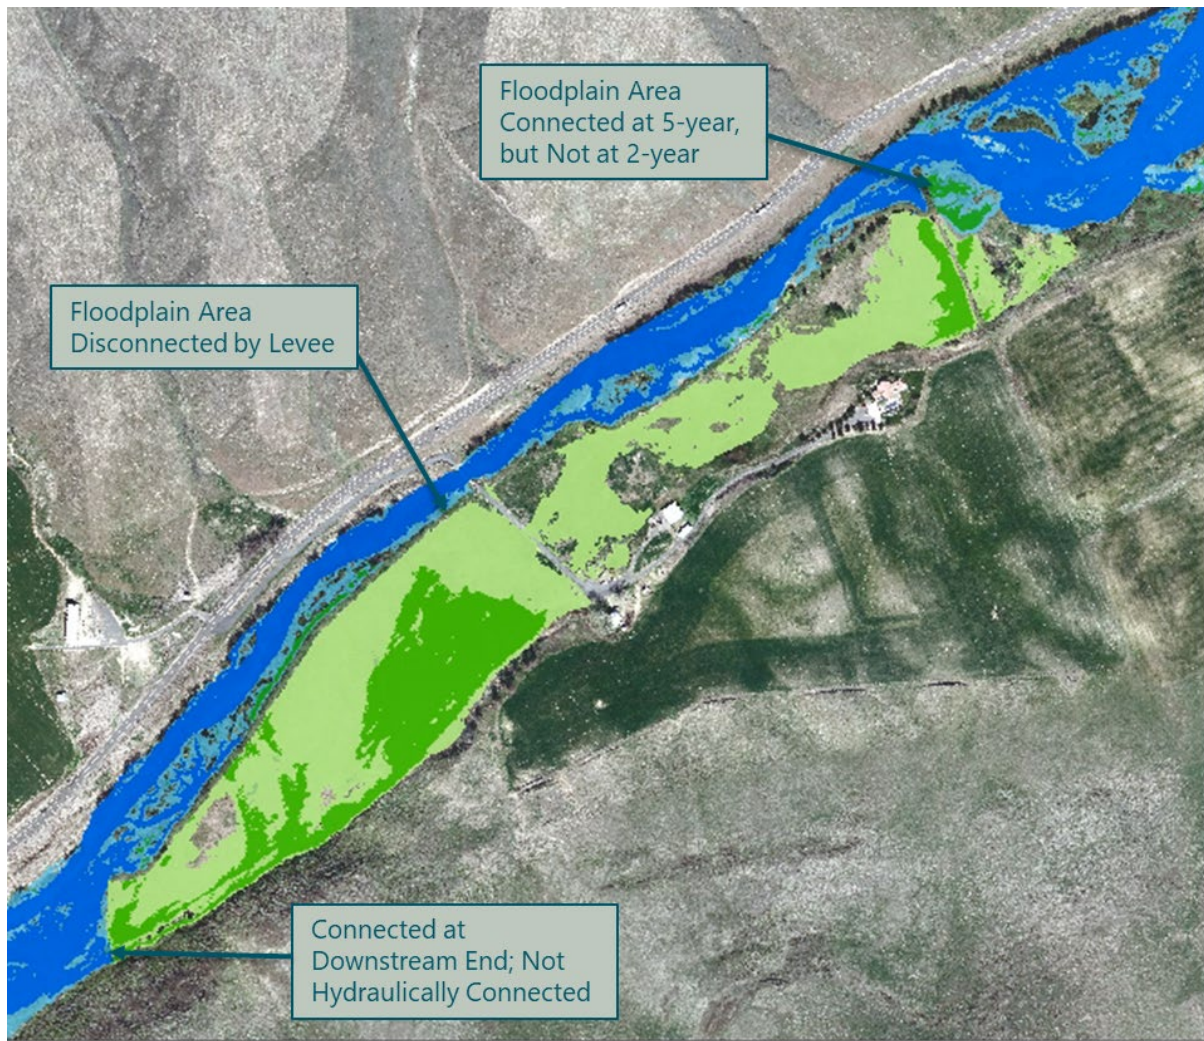 Floodplain Area
Connected at 5-year,
but Not at 2-year
Floodplain Area
Disconnected by Levee
Connected at
Downstream End; Not
Hydraulically Connected